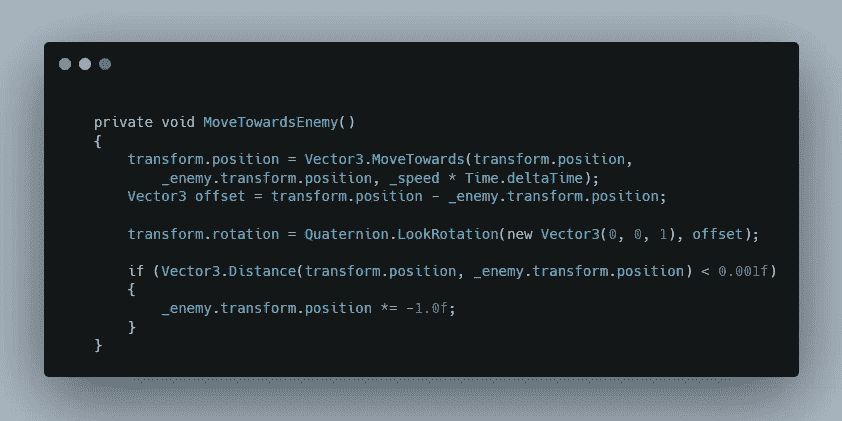 private void MoveTowardsEnemy()
{
    transform.position = Vector3.MoveTowards(transform.position,
        _enemy.transform.position, _speed * Time.deltaTime);
    Vector3 offset = transform.position - _enemy.transform.position;

    transform.rotation = Quaternion.LookRotation(new Vector3(0, 0, 1), offset);

    if (Vector3.Distance(transform.position, _enemy.transform.position) < 0.001f)
    {
        _enemy.transform.position *= -1.0f;
    }
}